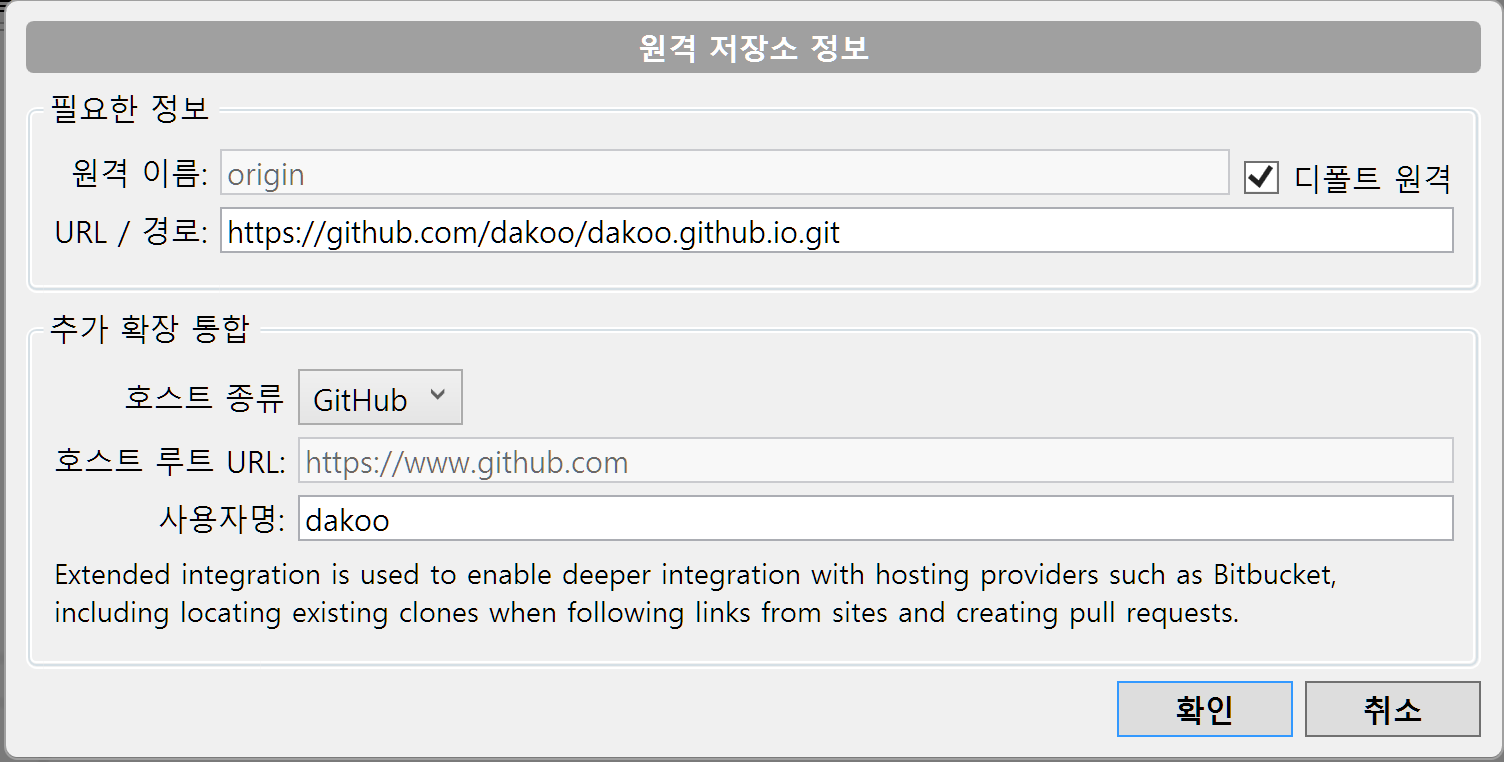 원격 저장소 정보
필요한 정보
원격 이름: origin 디폴트 원격
URL / 경로: https://github.com/dakoo/dakoo.github.io.git
추가 확장 통합
호스트 종류 GitHub
호스트 루트 URL: https://www.github.com
사용자명: dakoo
Extended integration is used to enable deeper integration with hosting providers such as Bitbucket,
including locating existing clones when following links from sites and creating pull requests.
확인 취소